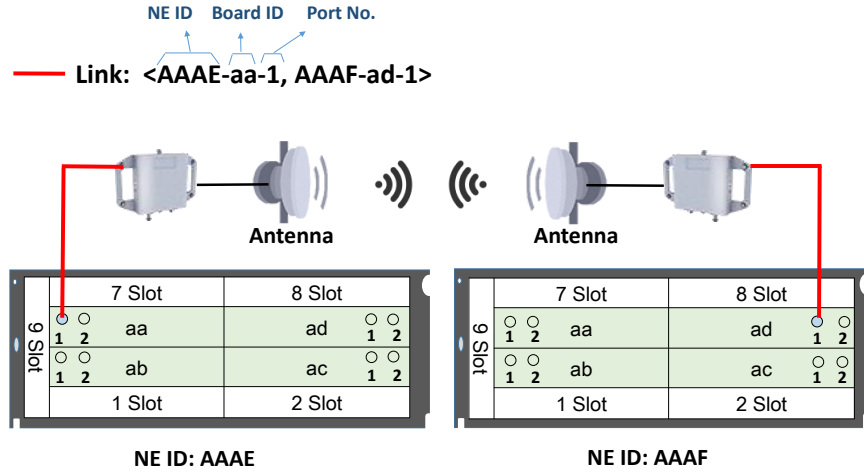 NE ID Board ID Port No.
Link: <AAAE-aa-1, AAAF-ad-1>
Antenna Antenna
7 Slot 8 Slot
9 Slot
aa ad
1 2 1 2
ab ac
1 2 1 2
1 Slot 2 Slot
NE ID: AAAE
7 Slot 8 Slot
9 Slot
aa ad
1 2 1 2
ab ac
1 2 1 2
1 Slot 2 Slot
NE ID: AAAF